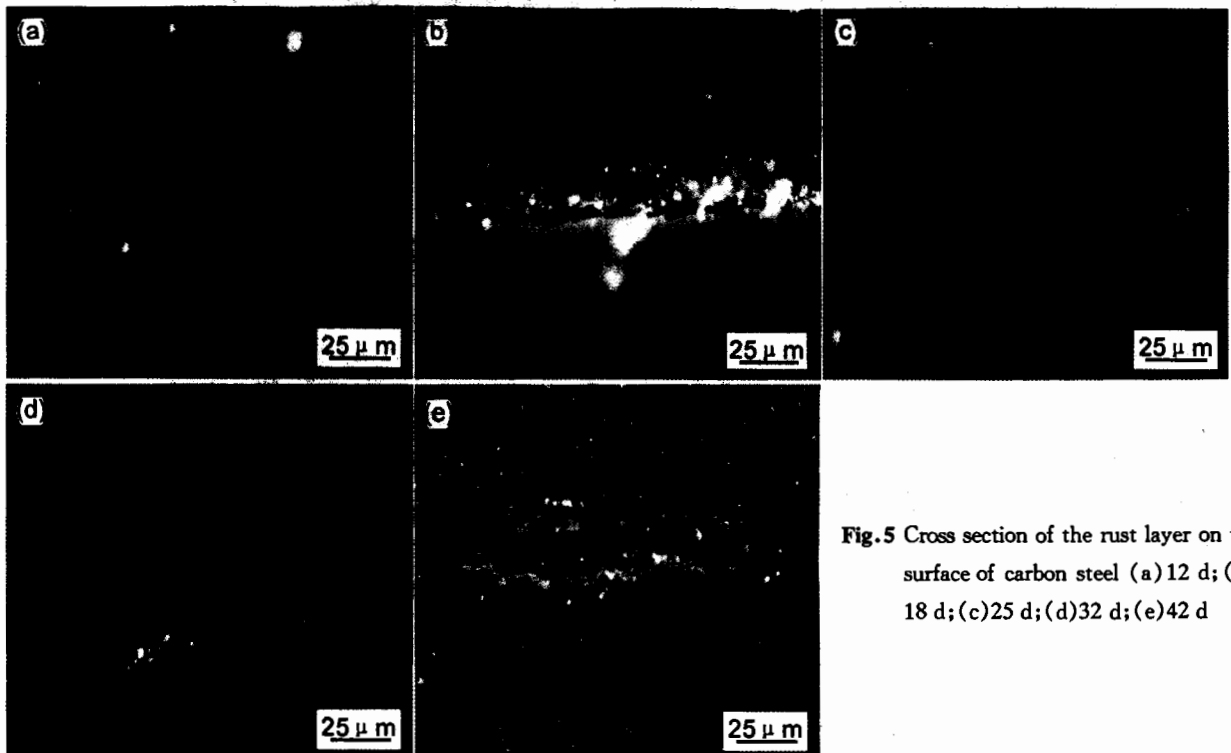 (a)
(b)
(c)
25 μm
25 μm
25 μm
(d)
(e)
25 μm
25 μm
Fig.5 Cross section of the rust layer on
surface of carbon steel (a)12 d;(
18 d;(c)25 d;(d)32 d;(e)42 d